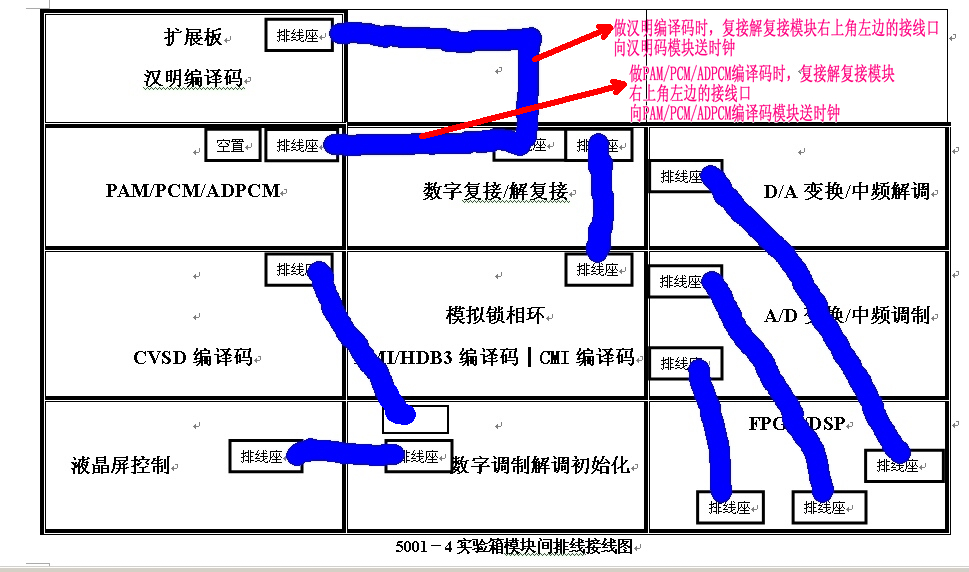 扩展板
排线座
汉明编译码
做汉明编译码时，复接解复接模块右上角左边的接线口
向汉明码模块送时钟
做PAM/PCM/ADPCM编译码时，复接解复接模块
右上角左边的接线口
向PAM/PCM/ADPCM编译码模块送时钟
空置
排线座
PAM/PCM/ADPCM
座
排
数字复接/解复接
排线座
D/A 变换/中频解调
排线
CVSD 编译码
排线座
模拟锁相环
MI/HDB3 编译码｜CMI 编译码
排线座
A/D 变换/中频调制
排线座
液晶屏控制
排线座
排线座
数字调制解调初始化
FPG DSP
排线座
排线座
排线座
5001－4 实验箱模块间排线接线图